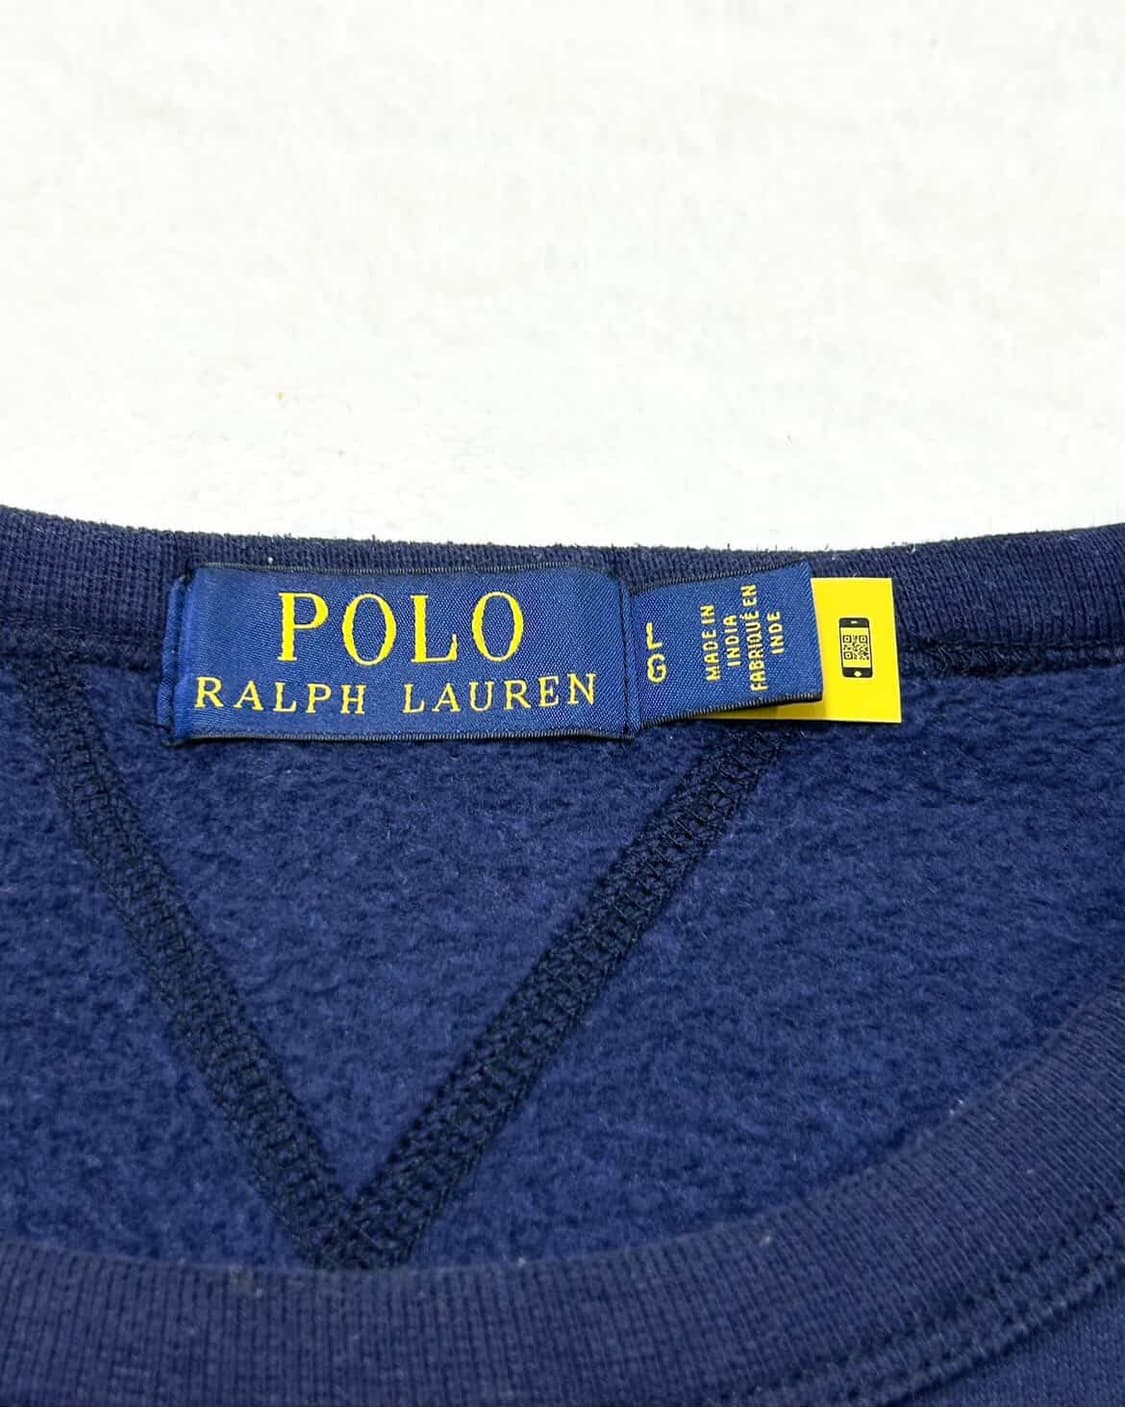 POLO
RALPH LAUREN
L
G
MADE IN
INDIA
FABRIQUÉ EN
INDE